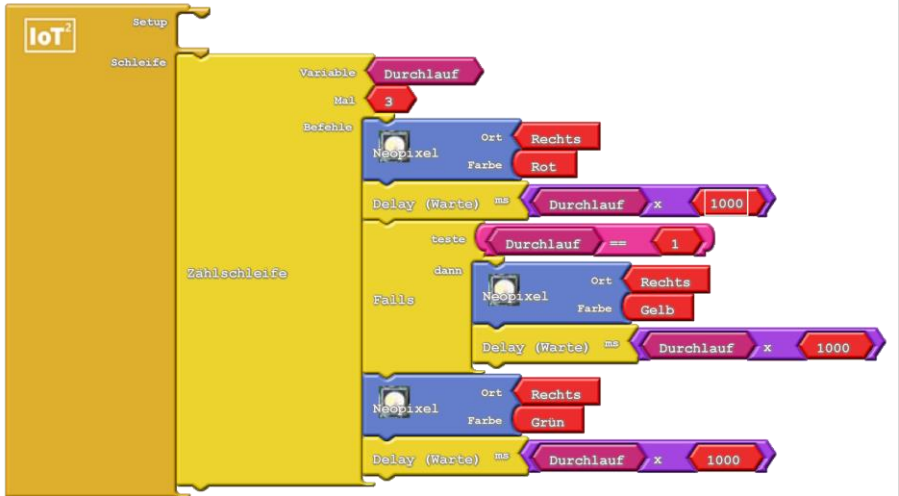 IoT²
Setup
Schleife
Variable Durchlauf
Mal 3
Befehle
Neopixel
Ort Rechts
Farbe Rot
Delay (Warte) ms Durchlauf x 1000
teste Durchlauf == 1
dann
Zählschleife
Falls
Neopixel
Ort Rechts
Farbe Gelb
Delay (Warte) ms Durchlauf x 1000
Neopixel
Ort Rechts
Farbe Grün
Delay (Warte) ms Durchlauf x 1000